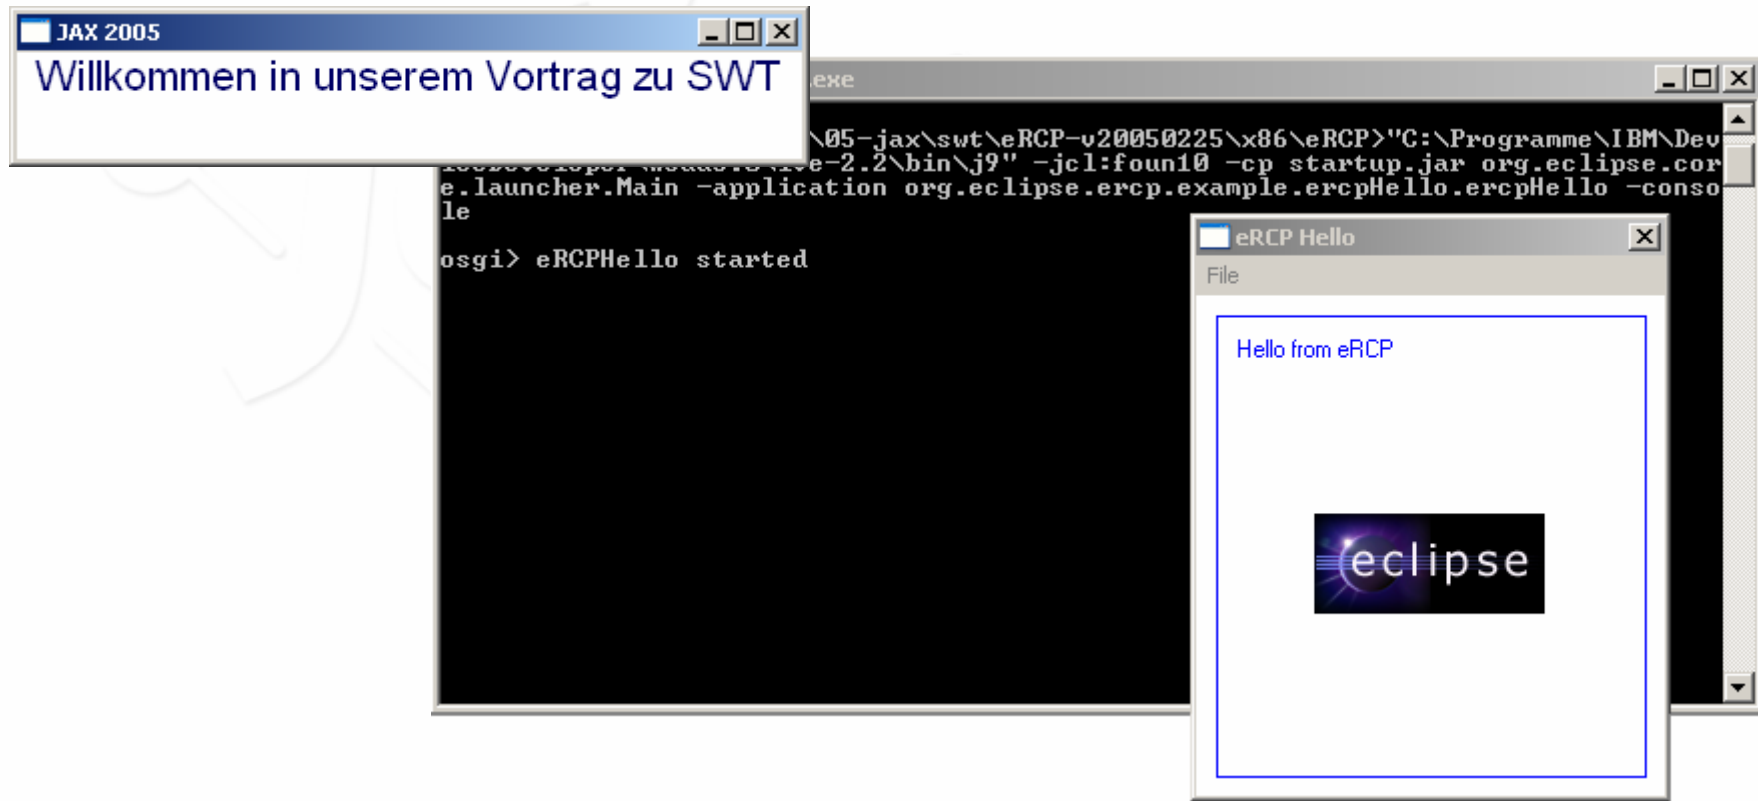 JAX 2005
Willkommen in unserem Vortrag zu SWT
.exe
\05-jax\swt\eRCP-v20050225\x86\eRCP>"C:\Programme\IBM\Dev
ive-2.2\bin\j9" -jcl:foun10 -cp startup.jar org.eclipse.cor
e.launcher.Main -application org.eclipse.ercp.example.ercpHello.ercpHello -conso
le
osgi> eRCPHello started
eRCP Hello
File
Hello from eRCP
eclipse